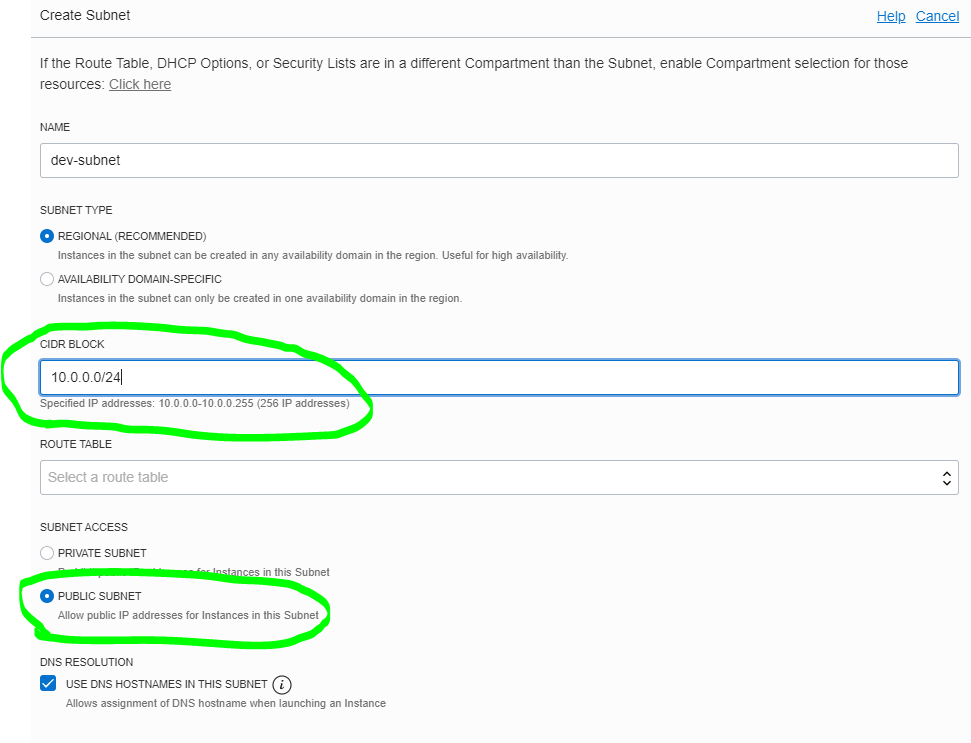 Create Subnet
Help Cancel
If the Route Table, DHCP Options, or Security Lists are in a different Compartment than the Subnet, enable Compartment selection for those
resources: Click here
NAME
dev-subnet
SUBNET TYPE
REGIONAL (RECOMMENDED)
Instances in the subnet can be created in any availability domain in the region. Useful for high availability.
AVAILABILITY DOMAIN-SPECIFIC
Instances in the subnet can only be created in one availability domain in the region.
CIDR BLOCK
10.0.0.0/24
Specified IP addresses: 10.0.0.0-10.0.0.255 (256 IP addresses)
ROUTE TABLE
Select a route table
SUBNET ACCESS
PRIVATE SUBNET
for Instances in this Subnet
PUBLIC SUBNET
Allow public IP addresses for Instances in this Subnet
DNS RESOLUTION
USE DNS HOSTNAMES IN THIS SUBNET i
Allows assignment of DNS hostname when launching an Instance